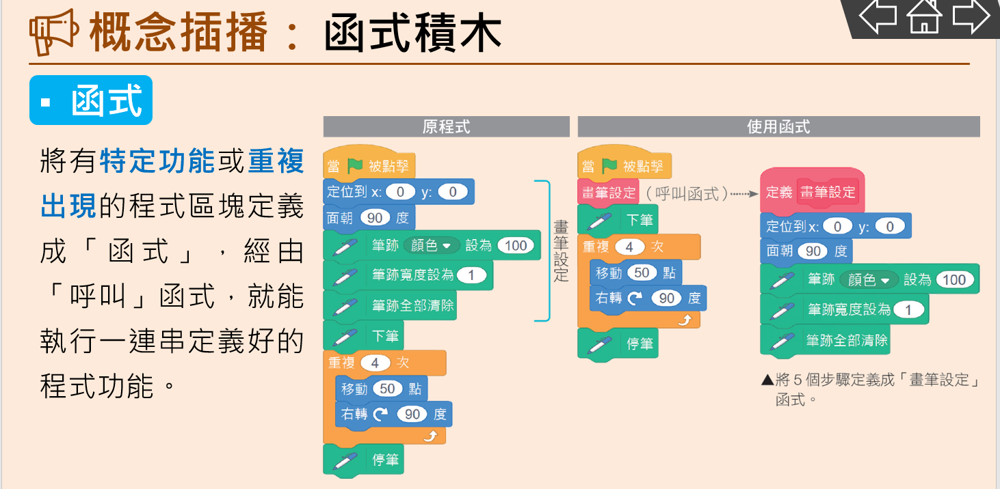 概念插播：函式積木
▪ 函式
將有特定功能或重複
出現的程式區塊定義
成「函式」，經由
「呼叫」函式，就能
執行一連串定義好的
程式功能。
原程式
當 被點擊
定位到 x: 0 y: 0
面朝 90 度
筆跡 顏色 設為 100
筆跡寬度設為 1
筆跡全部清除
下筆
重複 4 次
移動 50 點
右轉 90 度
停筆
畫筆設定
使用函式
當 被點擊
畫筆設定（呼叫函式）
下筆
重複 4 次
移動 50 點
右轉 90 度
停筆
定義 畫筆設定
定位到x: 0 y: 0
面朝 90 度
筆跡 顏色 設為 100
筆跡寬度設為 1
筆跡全部清除
▲將5個步驟定義成「畫筆設定」
函式。